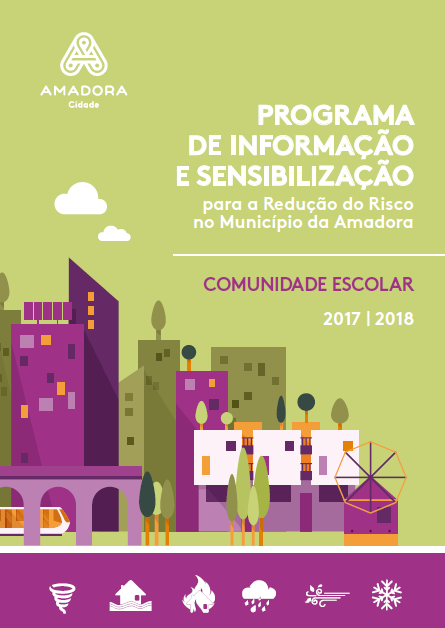 AMADORA
Cidade
PROGRAMA
DE INFORMAÇÃO
E SENSIBILIZAÇÃO
para a Redução do Risco
no Município da Amadora
COMUNIDADE ESCOLAR
2017 | 2018